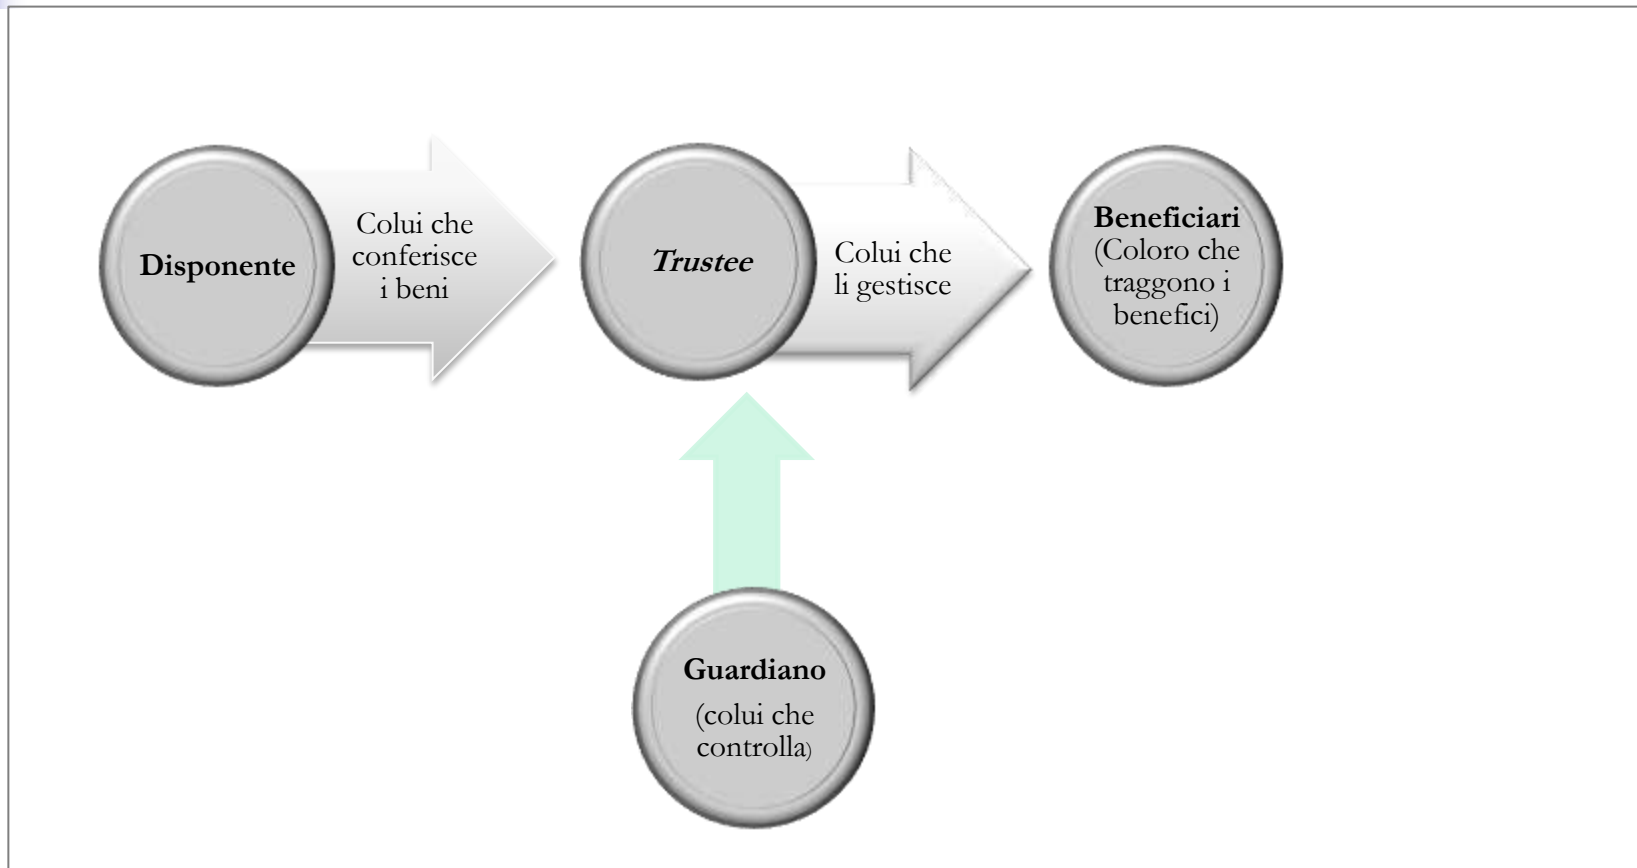 Disponente
Colui che
conferisce
i beni
Trustee
Colui che
li gestisce
Beneficiari
(Coloro che
traggono i
benefici)
Guardiano
(colui che
controlla)